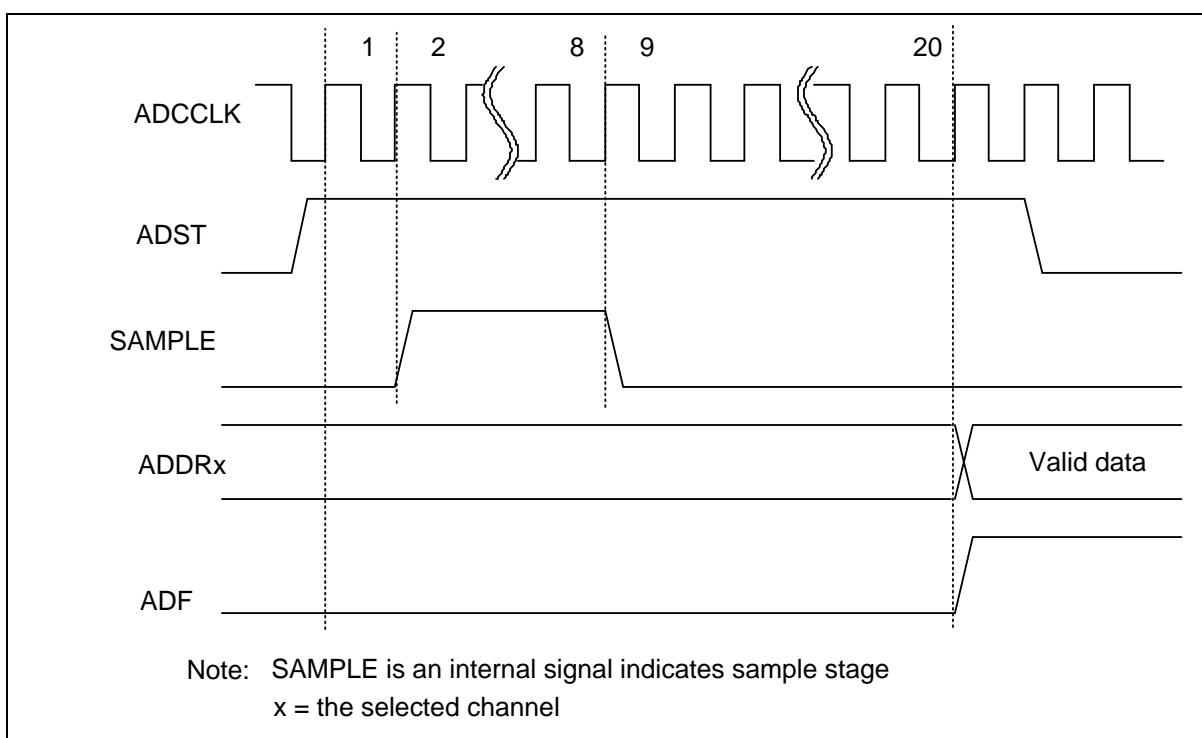 1 2 8 9 20
ADCCLK
ADST
SAMPLE
ADDRx
Valid data
ADF
Note: SAMPLE is an internal signal indicates sample stage
x = the selected channel